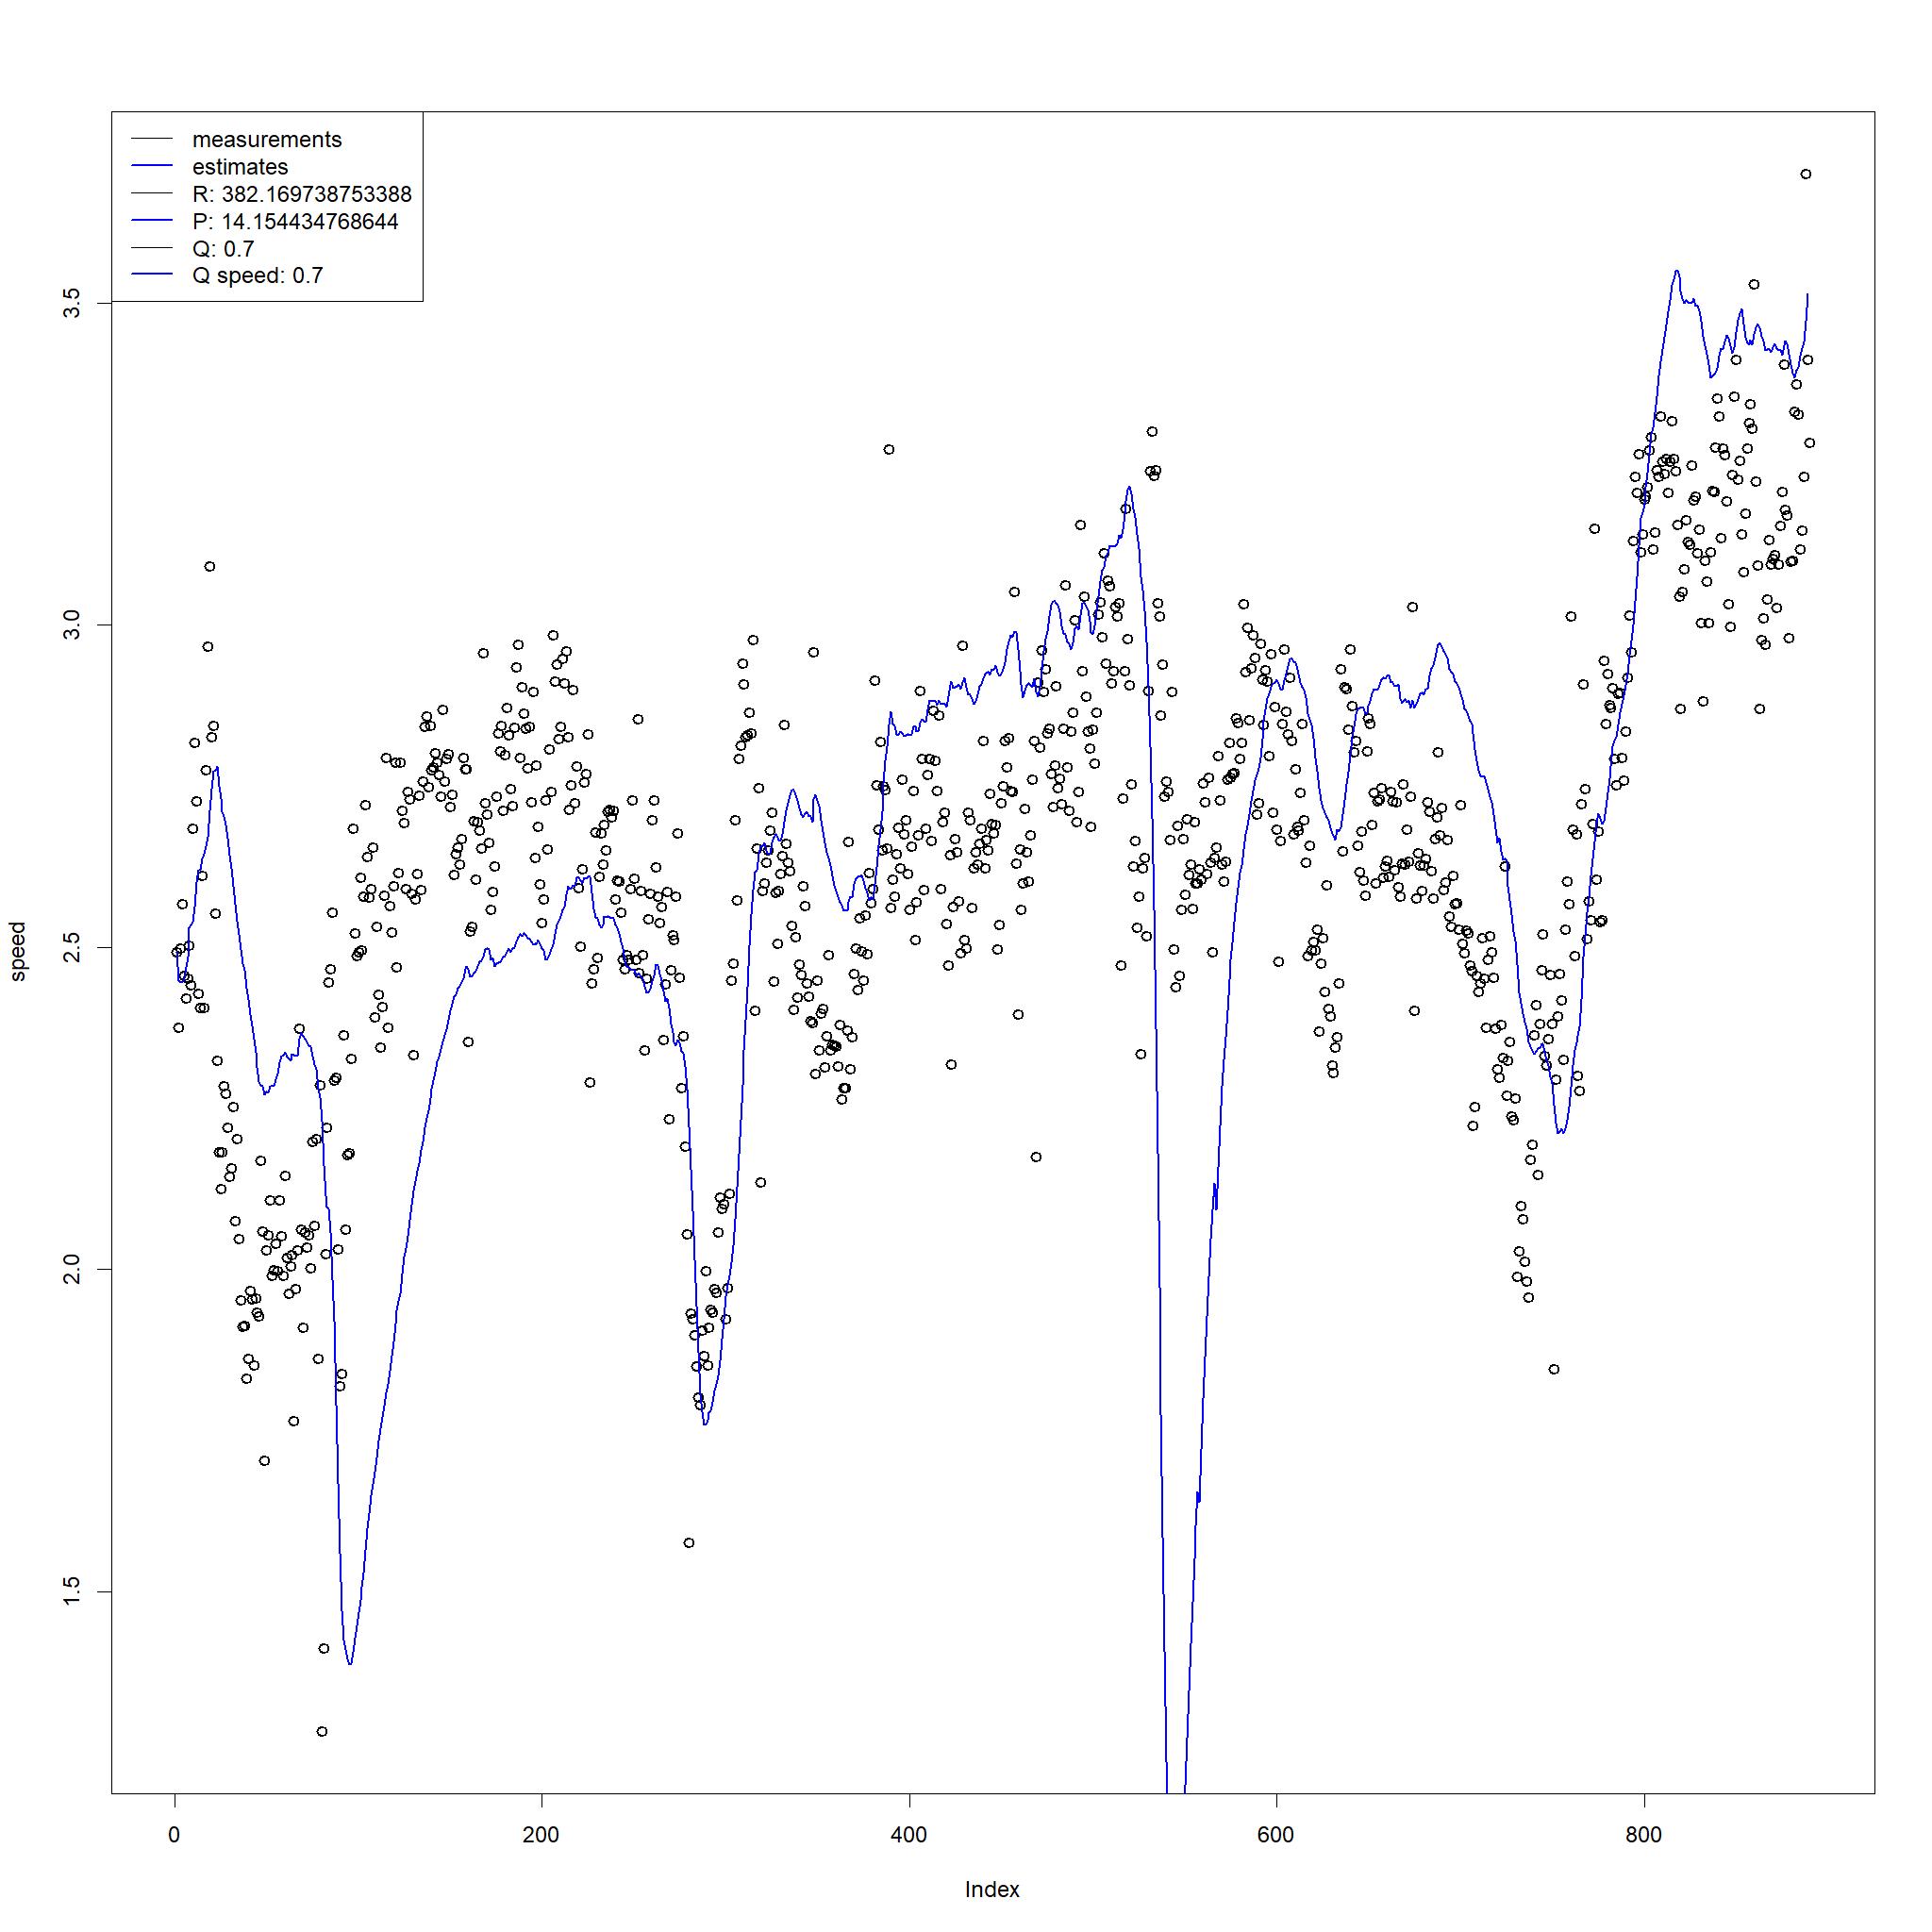 measurements
estimates
R: 382.169738753388
P: 14.154434768644
Q: 0.7
Q speed: 0.7
3.5
3.0
2.5
2.0
1.5
speed
0 200 400 600 800
Index